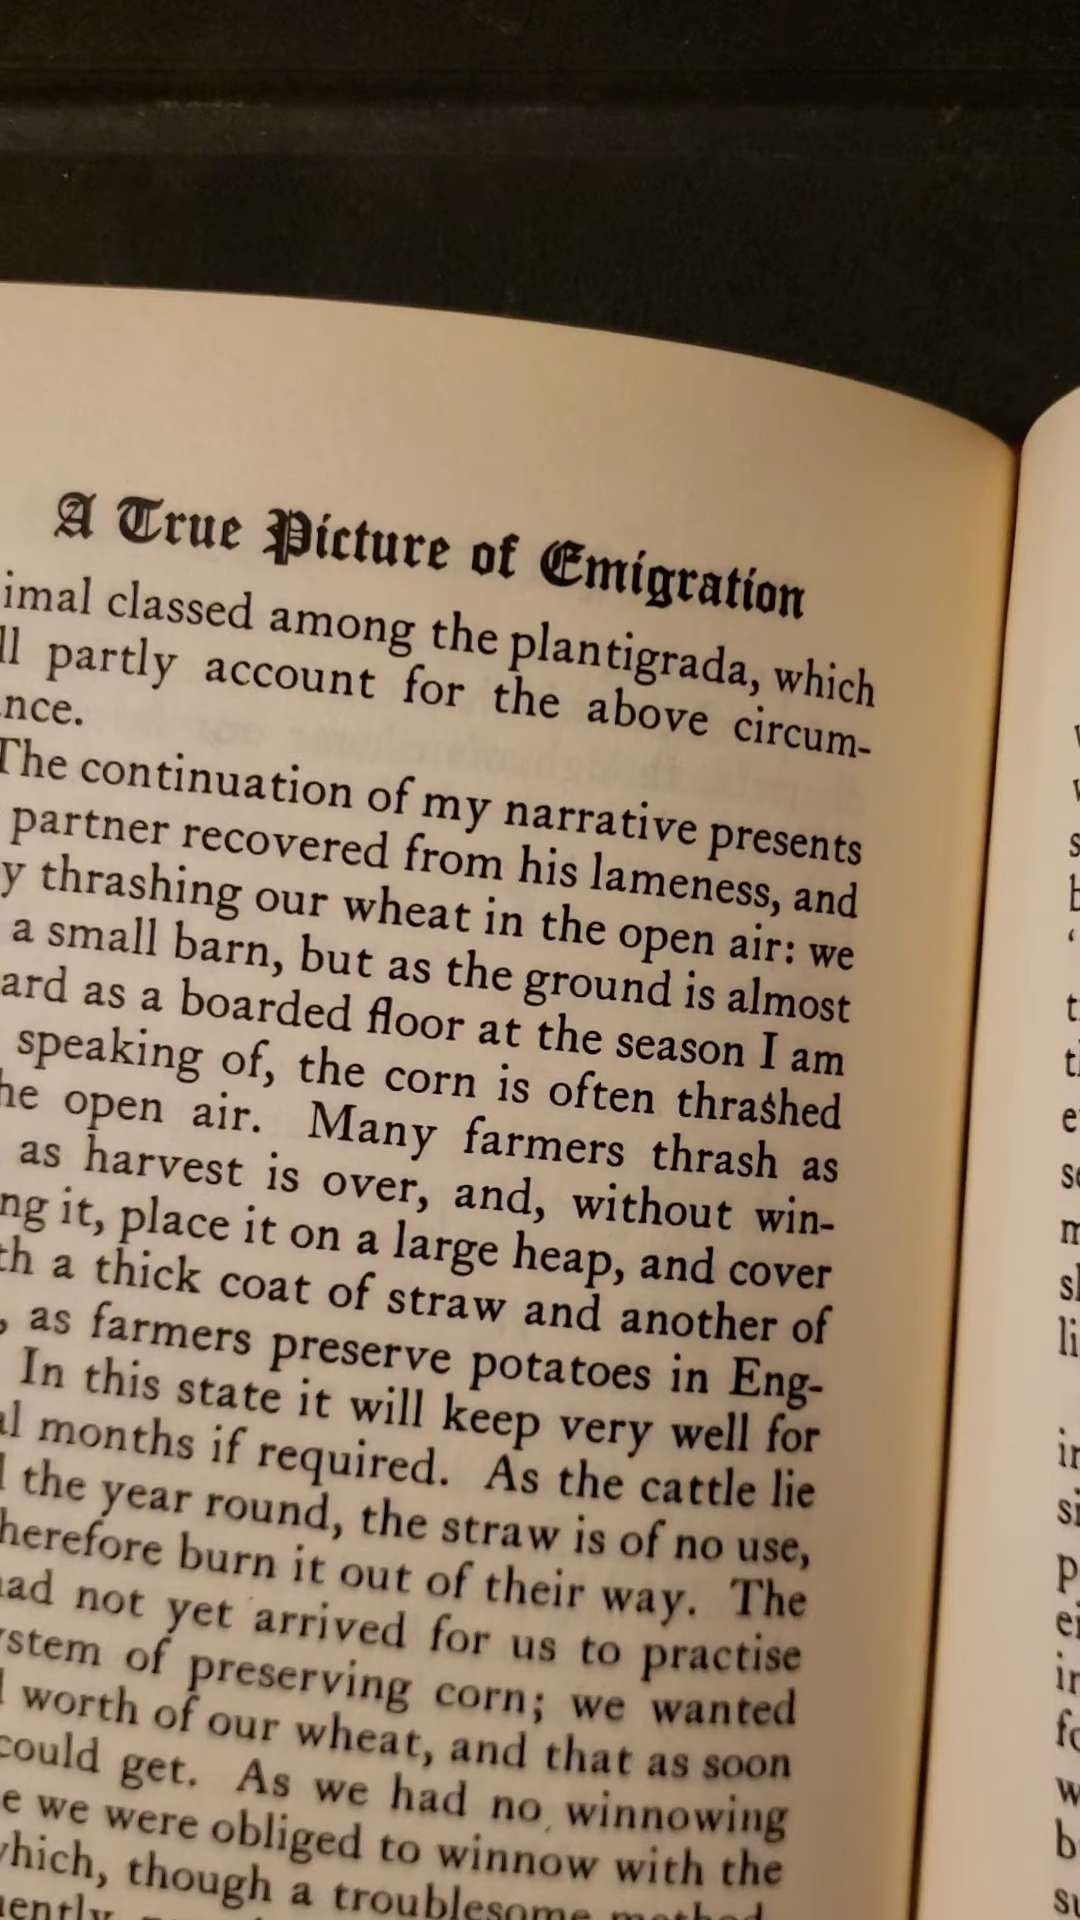 A True Picture of Emigration
imal classed among the plantigrada, which
ll partly account for the above circum-
nce.
The continuation of my narrative presents
partner recovered from his lameness, and
y thrashing our wheat in the open air: we
a small barn, but as the ground is almost
ard as a boarded floor at the season I am
speaking of, the corn is often thrashed
he open air. Many farmers thrash as
as harvest is over, and, without win-
ng it, place it on a large heap, and cover
th a thick coat of straw and another of
, as farmers preserve potatoes in Eng-
In this state it will keep very well for
al months if required. As the cattle lie
the year round, the straw is of no use,
herefore burn it out of their way. The
ad not yet arrived for us to practise
ystem of preserving corn; we wanted
worth of our wheat, and that as soon
could get. As we had no winnowing
e we were obliged to winnow with the
which, though a troublesome method